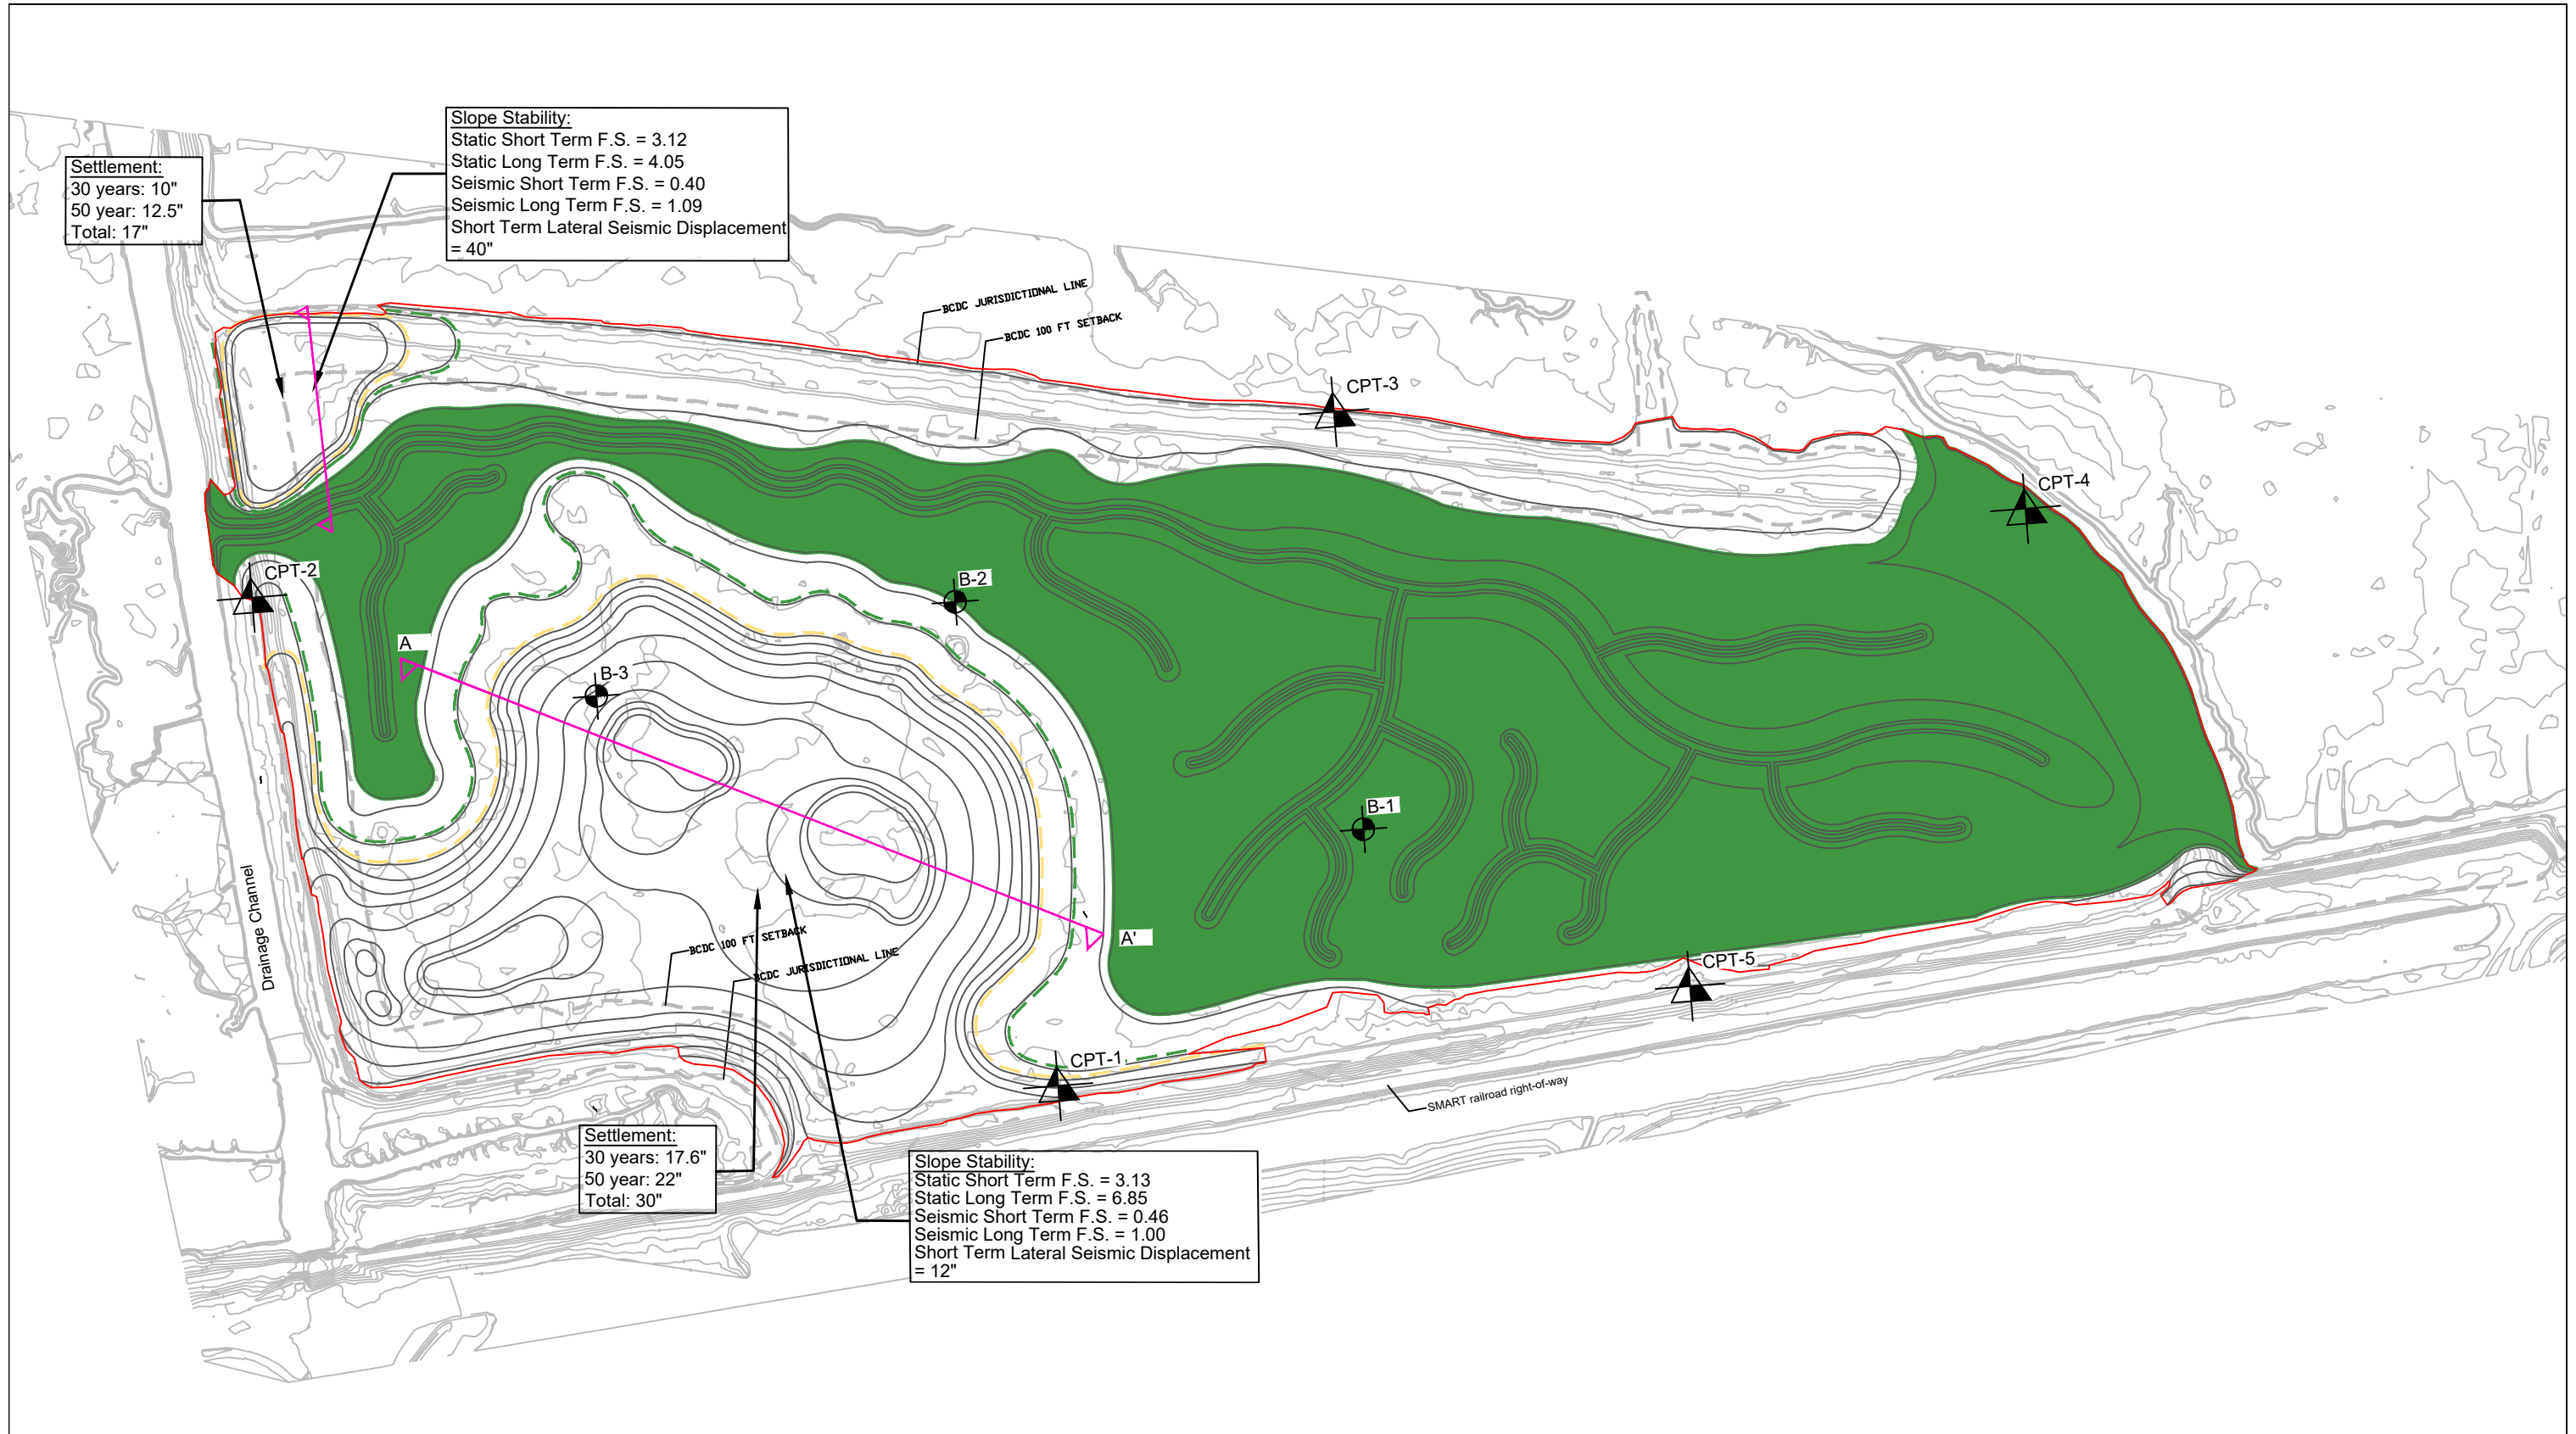 Slope Stability:
Static Short Term F.S. = 3.12
Static Long Term F.S. = 4.05
Seismic Short Term F.S. = 0.40
Seismic Long Term F.S. = 1.09
Short Term Lateral Seismic Displacement
= 40"
Settlement:
30 years: 10"
50 year: 12.5"
Total: 17"
BCDC JURISDICTIONAL LINE
BCDC 100 FT SETBACK
CPT-3
CPT-4
CPT-2
B-2
A
B-3
B-1
A'
Drainage Channel
BCDC 100 FT SETBACK
BCDC JURISDICTIONAL LINE
CPT-5
CPT-1
SMART railroad right-of-way
Settlement:
30 years: 17.6"
50 year: 22"
Total: 30"
Slope Stability:
Static Short Term F.S. = 3.13
Static Long Term F.S. = 6.85
Seismic Short Term F.S. = 0.46
Seismic Long Term F.S. = 1.00
Short Term Lateral Seismic Displacement
= 12"